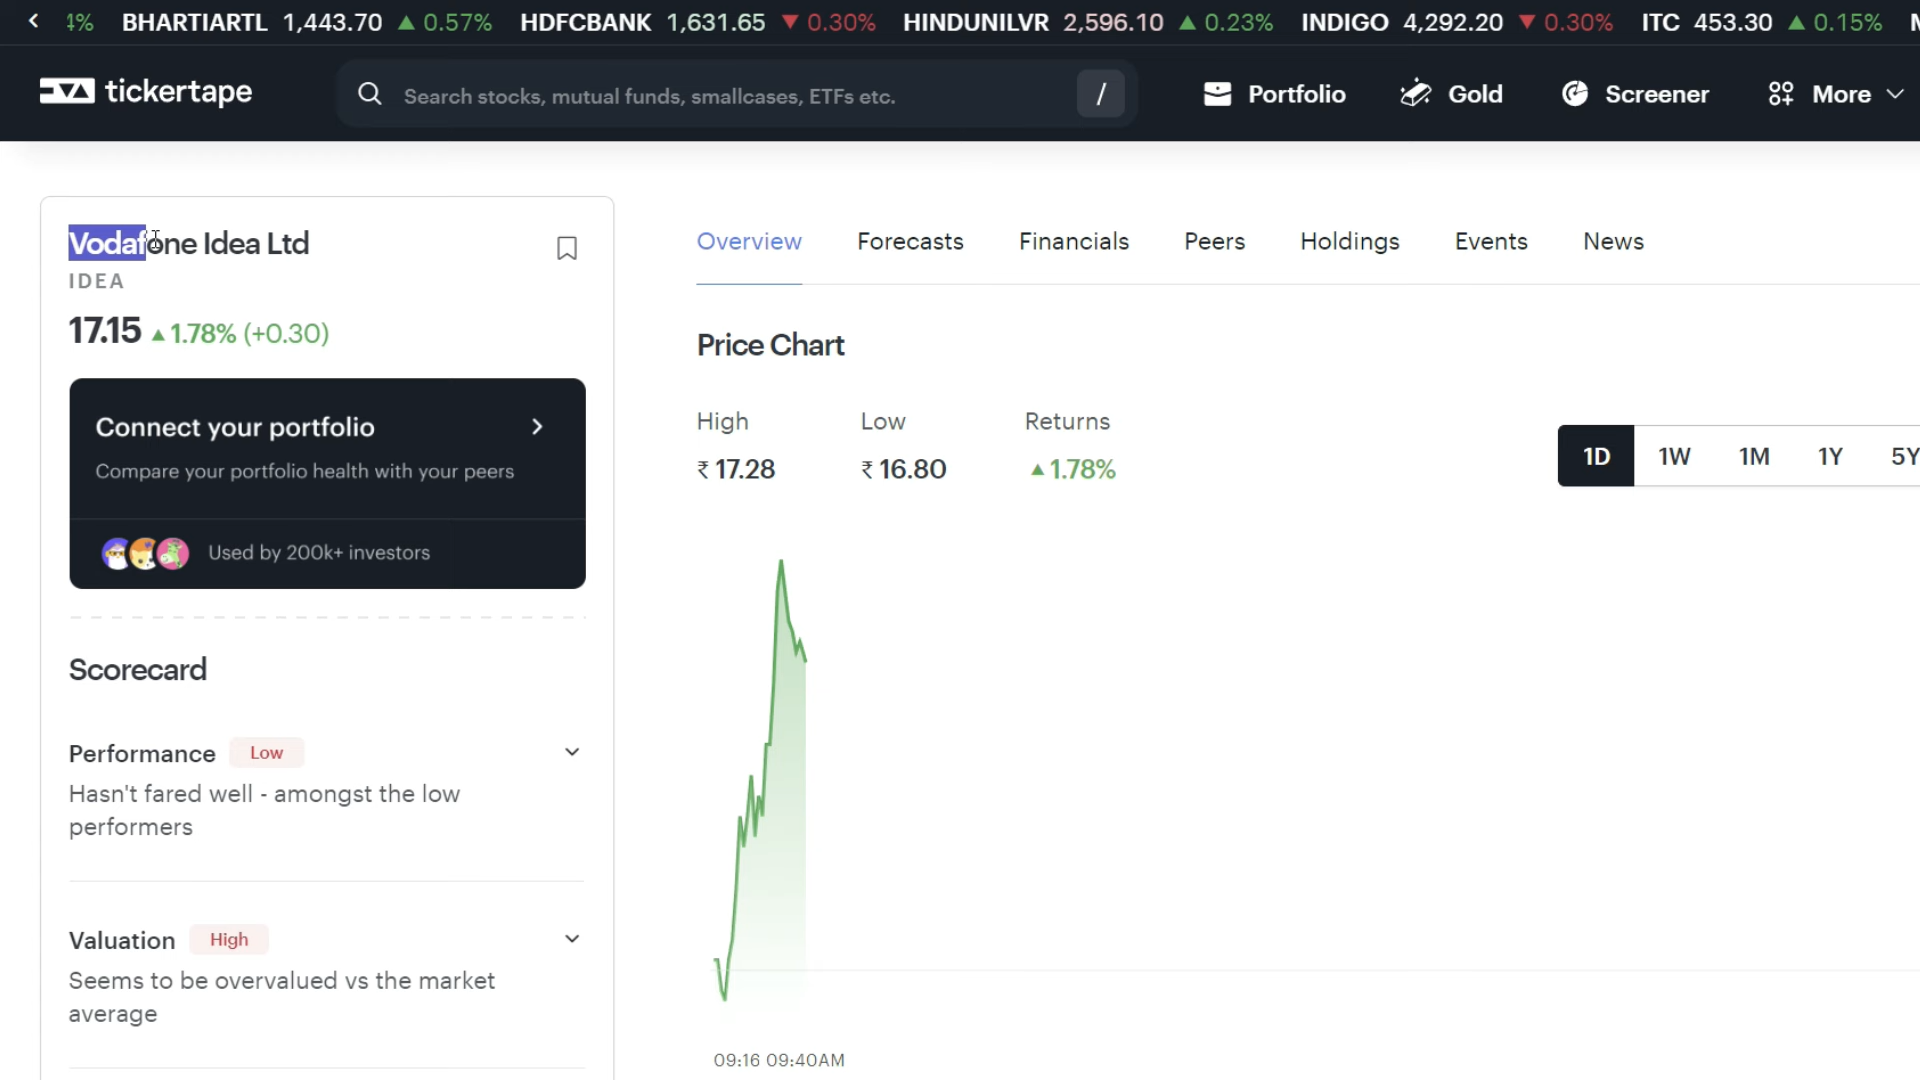 4% BHARTIARTL 1,443.70 ▲ 0.57% HDFCBANK 1,631.65 ▼ 0.30% HINDUNILVR 2,596.10 ▲ 0.23% INDIGO 4,292.20 ▼ 0.30% ITC 453.30 ▲ 0.15%
tickertape Search stocks, mutual funds, smallcases, ETFs etc. / Portfolio Gold Screener More
Vodafone Idea Ltd
IDEA
17.15 ▲ 1.78% (+0.30)
Connect your portfolio
Compare your portfolio health with your peers
Used by 200k+ investors
Scorecard
Performance Low
Hasn't fared well - amongst the low
performers
Valuation High
Seems to be overvalued vs the market
average
Overview Forecasts Financials Peers Holdings Events News
Price Chart
High Low Returns
₹ 17.28 ₹ 16.80 ▲ 1.78%
1D 1W 1M 1Y 5Y
09:16 09:40AM